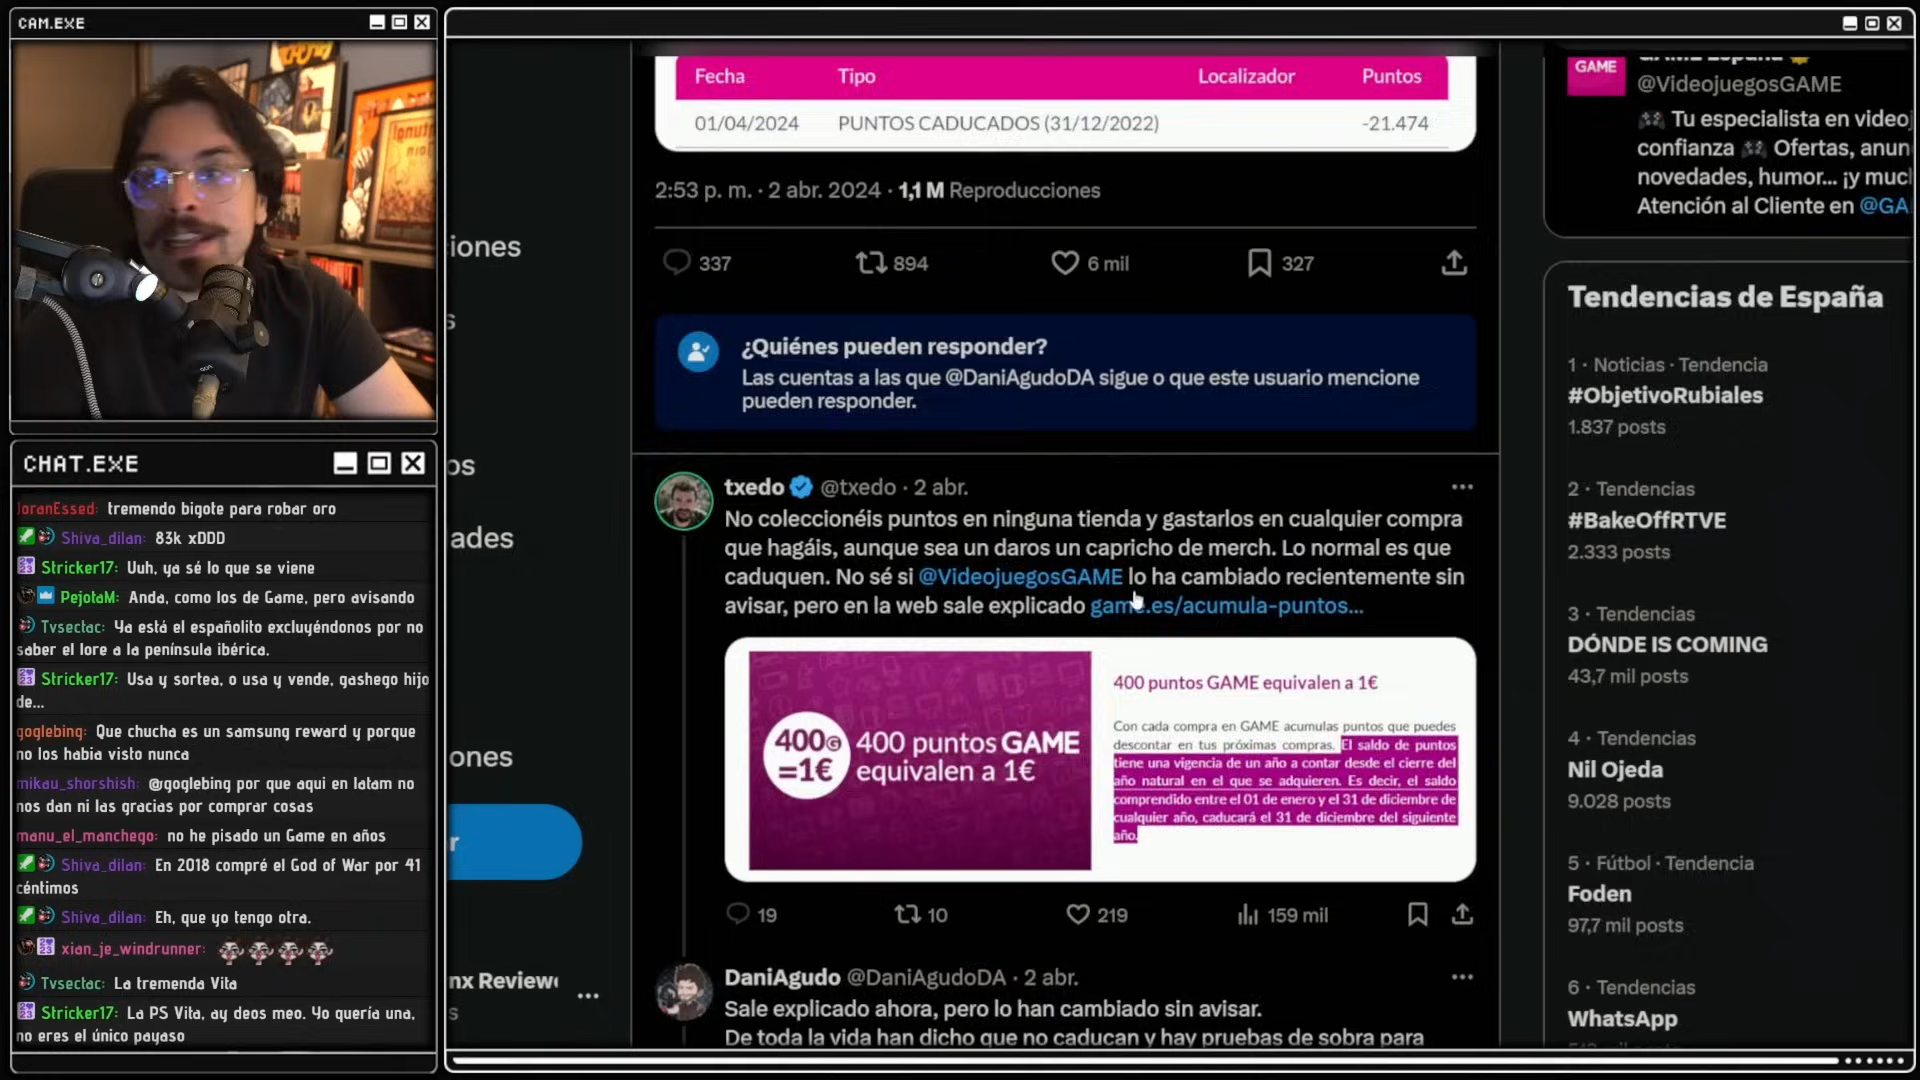 CAM.EXE
CHAT.EXE
JoranEssed: tremendo bigote para robar oro
Shiva_dilan: 83k xDDD
Stricker17: Uuh, ya sé lo que se viene
PejotaM: Anda, como los de Game, pero avisando
Tvseclac: Ya está el españolito excluyéndonos por no
saber el lore a la península ibérica.
Stricker17: Usa y sortea, o usa y vende, gashego hijo
de...
goglebing: Que chucha es un samsung reward y porque
no los habia visto nunca
mikau_shorshish: @goglebing por que aqui en latam no
nos dan ni las gracias por comprar cosas
manu_el_manchego: no he pisado un Game en años
Shiva_dilan: En 2018 compré el God of War por 41
céntimos
Shiva_dilan: Eh, que yo tengo otra.
xian_je_windrunner:
Tvseclac: La tremenda Vita
Stricker17: La PS Vita, ay deos meo. Yo quería una,
no eres el único payaso
iones
s
os
ades
ones
r
nx Review
s
Fecha Tipo Localizador Puntos
01/04/2024 PUNTOS CADUCADOS (31/12/2022) -21.474
2:53 p. m. · 2 abr. 2024 · 1,1 M Reproducciones
337 894 6 mil 327
¿Quiénes pueden responder?
Las cuentas a las que @DaniAgudoDA sigue o que este usuario mencione
pueden responder.
txedo @txedo · 2 abr.
No coleccionéis puntos en ninguna tienda y gastarlos en cualquier compra
que hagáis, aunque sea un daros un capricho de merch. Lo normal es que
caduquen. No sé si @VideojuegosGAME lo ha cambiado recientemente sin
avisar, pero en la web sale explicado game.es/acumula-puntos...
400G
=1€
400 puntos GAME
equivalen a 1€
400 puntos GAME equivalen a 1€
Con cada compra en GAME acumulas puntos que puedes
descontar en tus próximas compras. El saldo de puntos
tiene una vigencia de un año a contar desde el cierre del
año natural en el que se adquieren. Es decir, el saldo
comprendido entre el 01 de enero y el 31 de diciembre de
cualquier año, caducará el 31 de diciembre del siguiente
año.
19 10 219 159 mil
DaniAgudo @DaniAgudoDA · 2 abr.
Sale explicado ahora, pero lo han cambiado sin avisar.
De toda la vida han dicho que no caducan y hay pruebas de sobra para
GAME
GAME España
@VideojuegosGAME
Tu especialista en videoj
confianza Ofertas, anun
novedades, humor... ¡y much
Atención al Cliente en @GA
Tendencias de España
1 · Noticias · Tendencia
#ObjetivoRubiales
1.837 posts
2 · Tendencias
#BakeOffRTVE
2.333 posts
3 · Tendencias
DÓNDE IS COMING
43,7 mil posts
4 · Tendencias
Nil Ojeda
9.028 posts
5 · Fútbol · Tendencia
Foden
97,7 mil posts
6 · Tendencias
WhatsApp